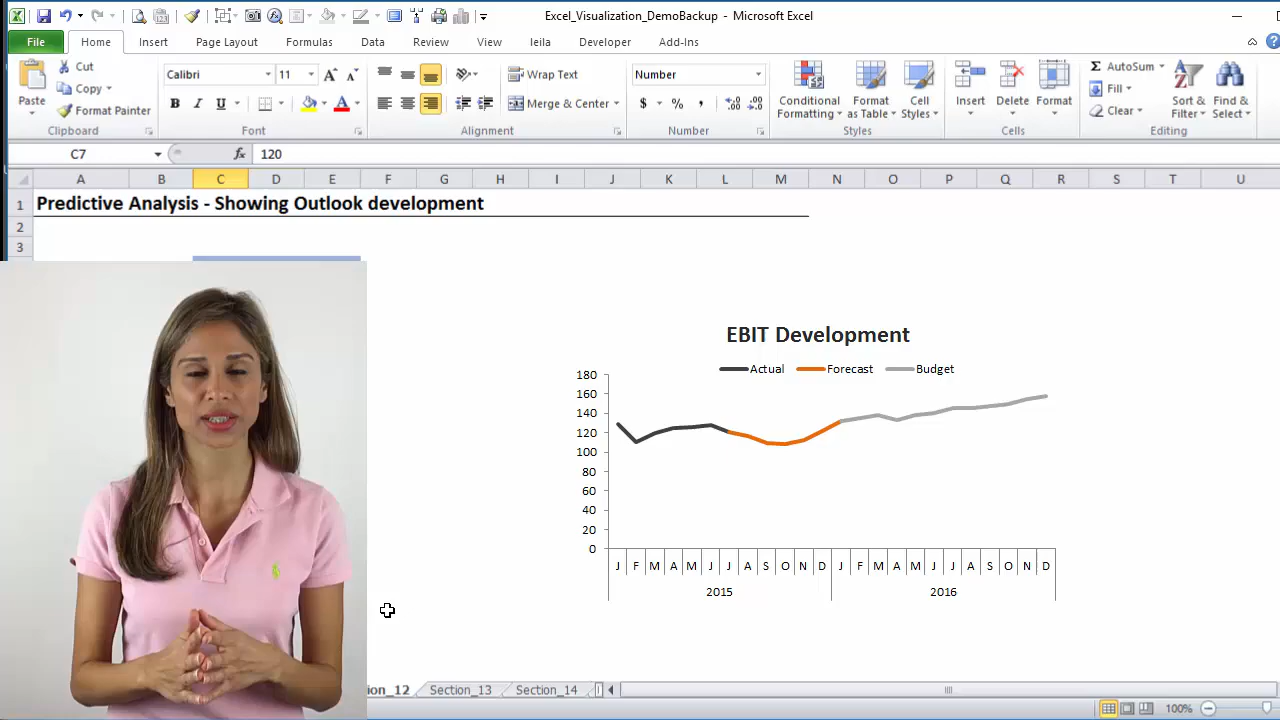 Excel_Visualization_DemoBackup - Microsoft Excel
File Home Insert Page Layout Formulas Data Review View leila Developer Add-Ins
Cut
Copy
Format Painter
Paste
Clipboard
Calibri 11
B I U
Font
Wrap Text
Merge & Center
Alignment
Number
$ % ,
Number
Conditional Formatting
Format as Table
Cell Styles
Styles
Insert Delete Format
Cells
Σ AutoSum
Fill
Clear
Sort & Filter
Find & Select
Editing
C7 fx 120
A B C D E F G H I J K L M N O P Q R S T U
1 Predictive Analysis - Showing Outlook development
2
3
EBIT Development
Actual Forecast Budget
180
160
140
120
100
80
60
40
20
0
J F M A M J J A S O N D J F M A M J J A S O N D
2015 2016
on_12 Section_13 Section_14
100%